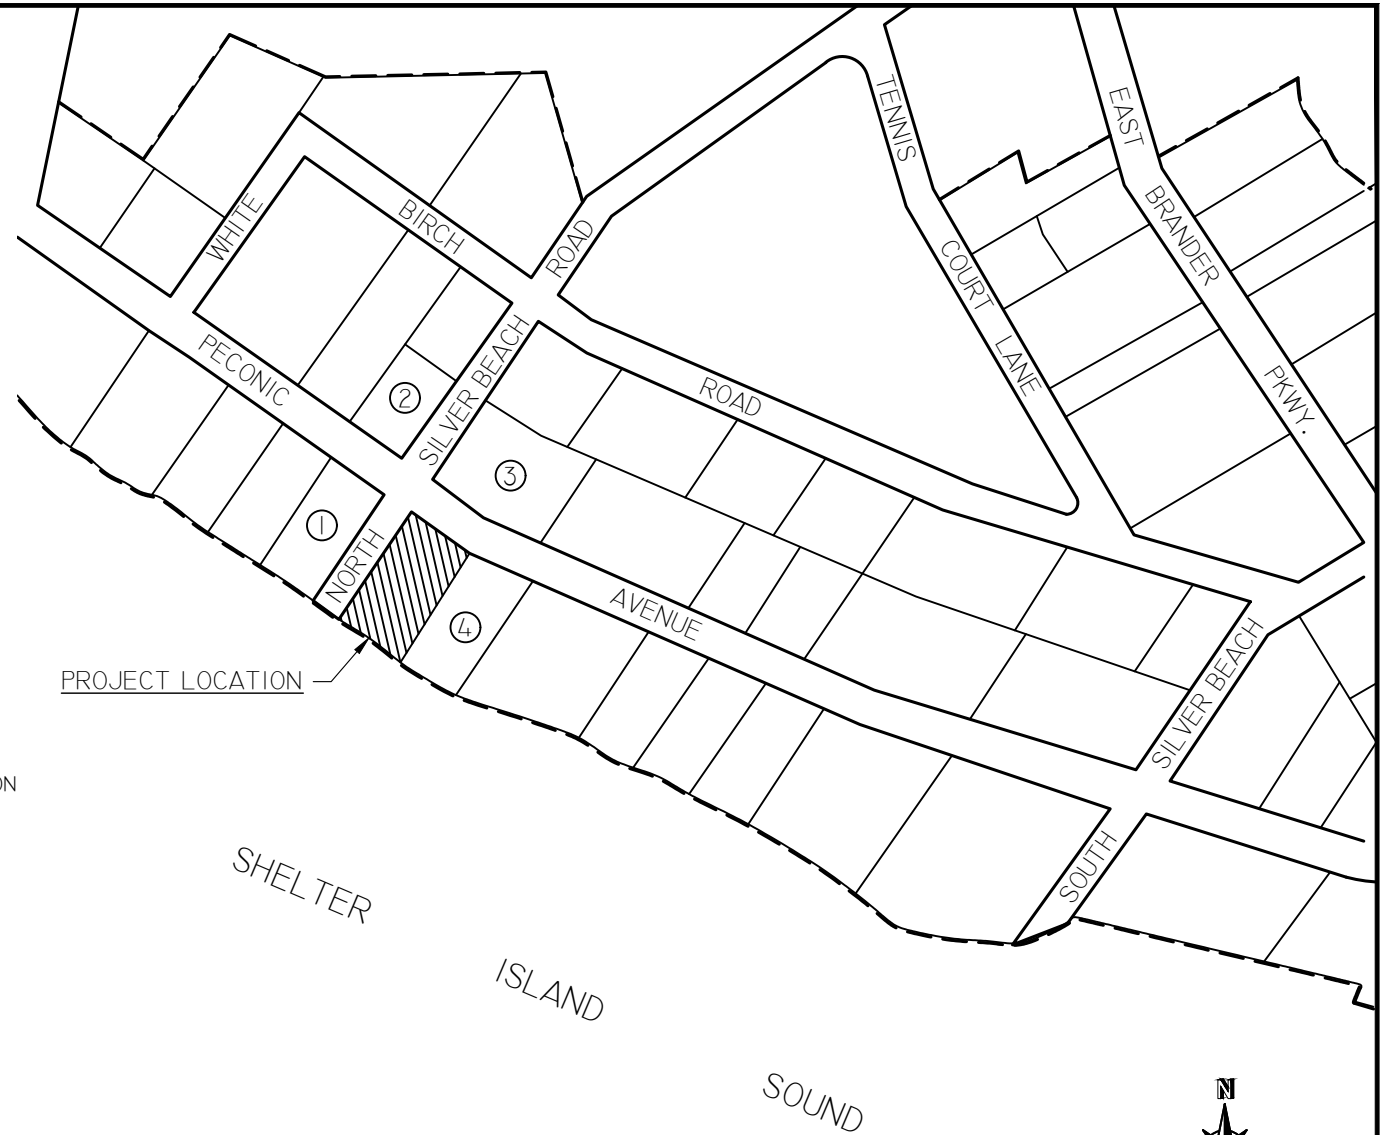 TENNIS
COURT
LANE
EAST
BRANDER
PKWY.
WHITE
BIRCH
ROAD
ROAD
PECONIC
AVENUE
NORTH
SILVER BEACH
2
3
1
4
PROJECT LOCATION
SOUTH
SILVER BEACH
ON
SHELTER
ISLAND
SOUND
N